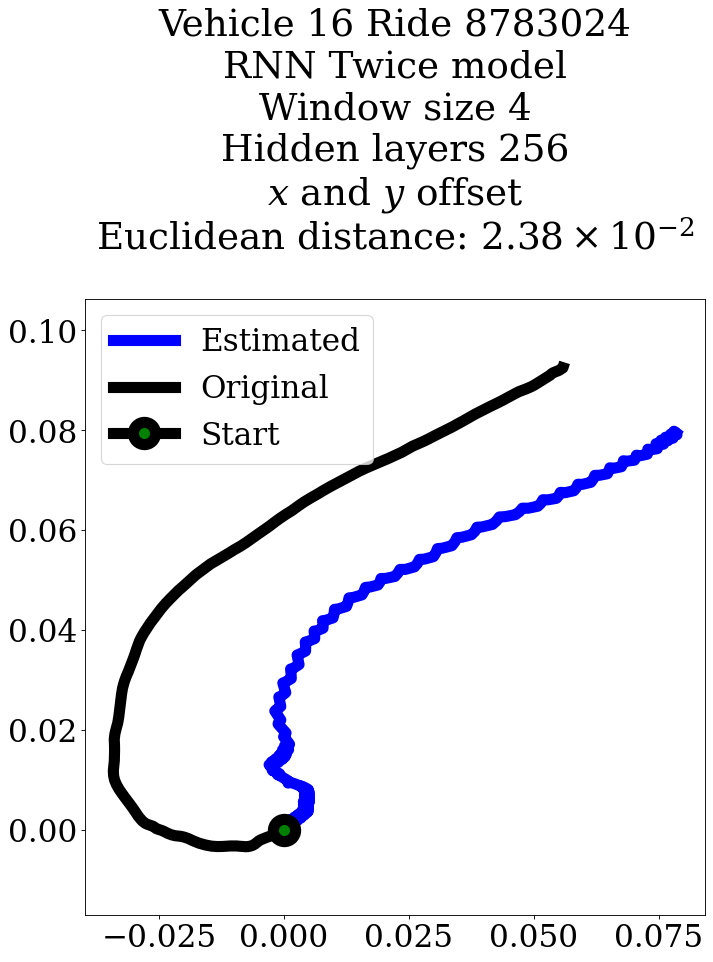 Vehicle 16 Ride 8783024
RNN Twice model
Window size 4
Hidden layers 256
x and y offset
Euclidean distance: 2.38 × 10⁻²
Estimated
Original
Start
0.10
0.08
0.06
0.04
0.02
0.00
−0.025 0.000 0.025 0.050 0.075